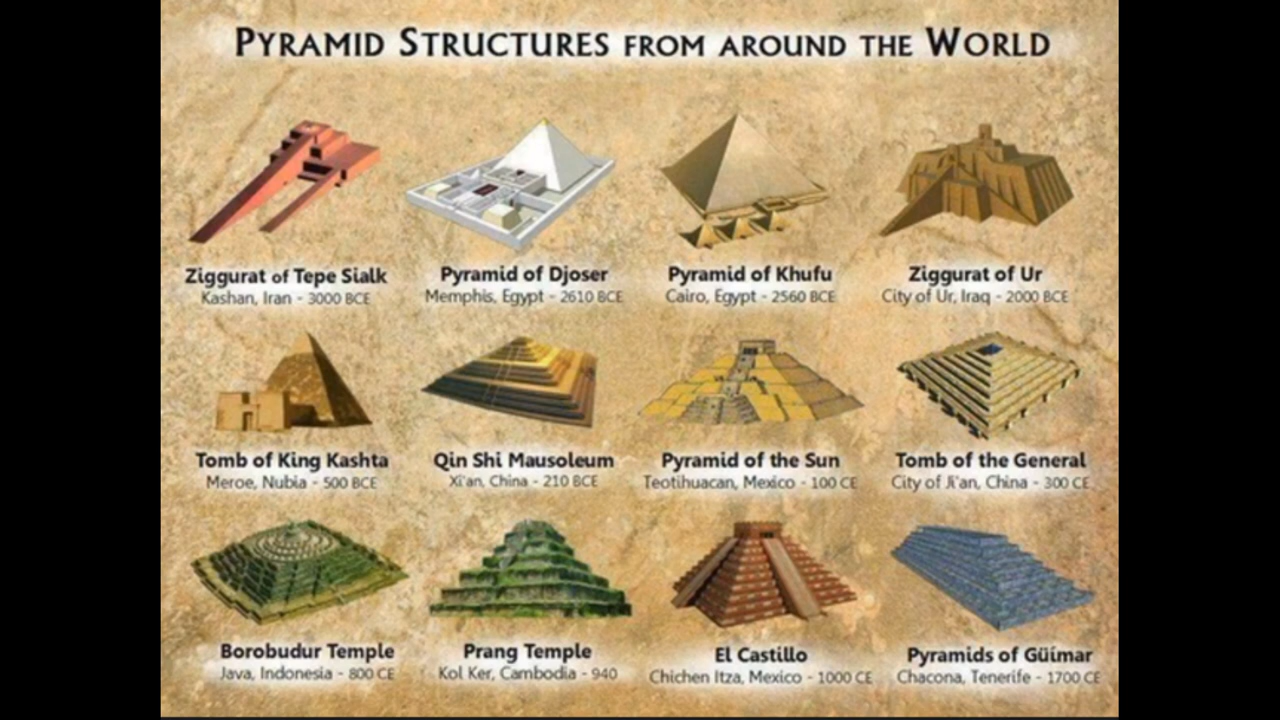 PYRAMID STRUCTURES FROM AROUND THE WORLD
Ziggurat of Tepe Sialk
Kashan, Iran - 3000 BCE
Pyramid of Djoser
Memphis, Egypt - 2610 BCE
Pyramid of Khufu
Cairo, Egypt - 2560 BCE
Ziggurat of Ur
City of Ur, Iraq - 2000 BCE
Tomb of King Kashta
Meroe, Nubia - 500 BCE
Qin Shi Mausoleum
Xi'an, China - 210 BCE
Pyramid of the Sun
Teotihuacan, Mexico - 100 CE
Tomb of the General
City of Ji'an, China - 300 CE
Borobudur Temple
Java, Indonesia - 800 CE
Prang Temple
Kol Ker, Cambodia - 940
El Castillo
Chichen Itza, Mexico - 1000 CE
Pyramids of Güímar
Chacona, Tenerife - 1700 CE